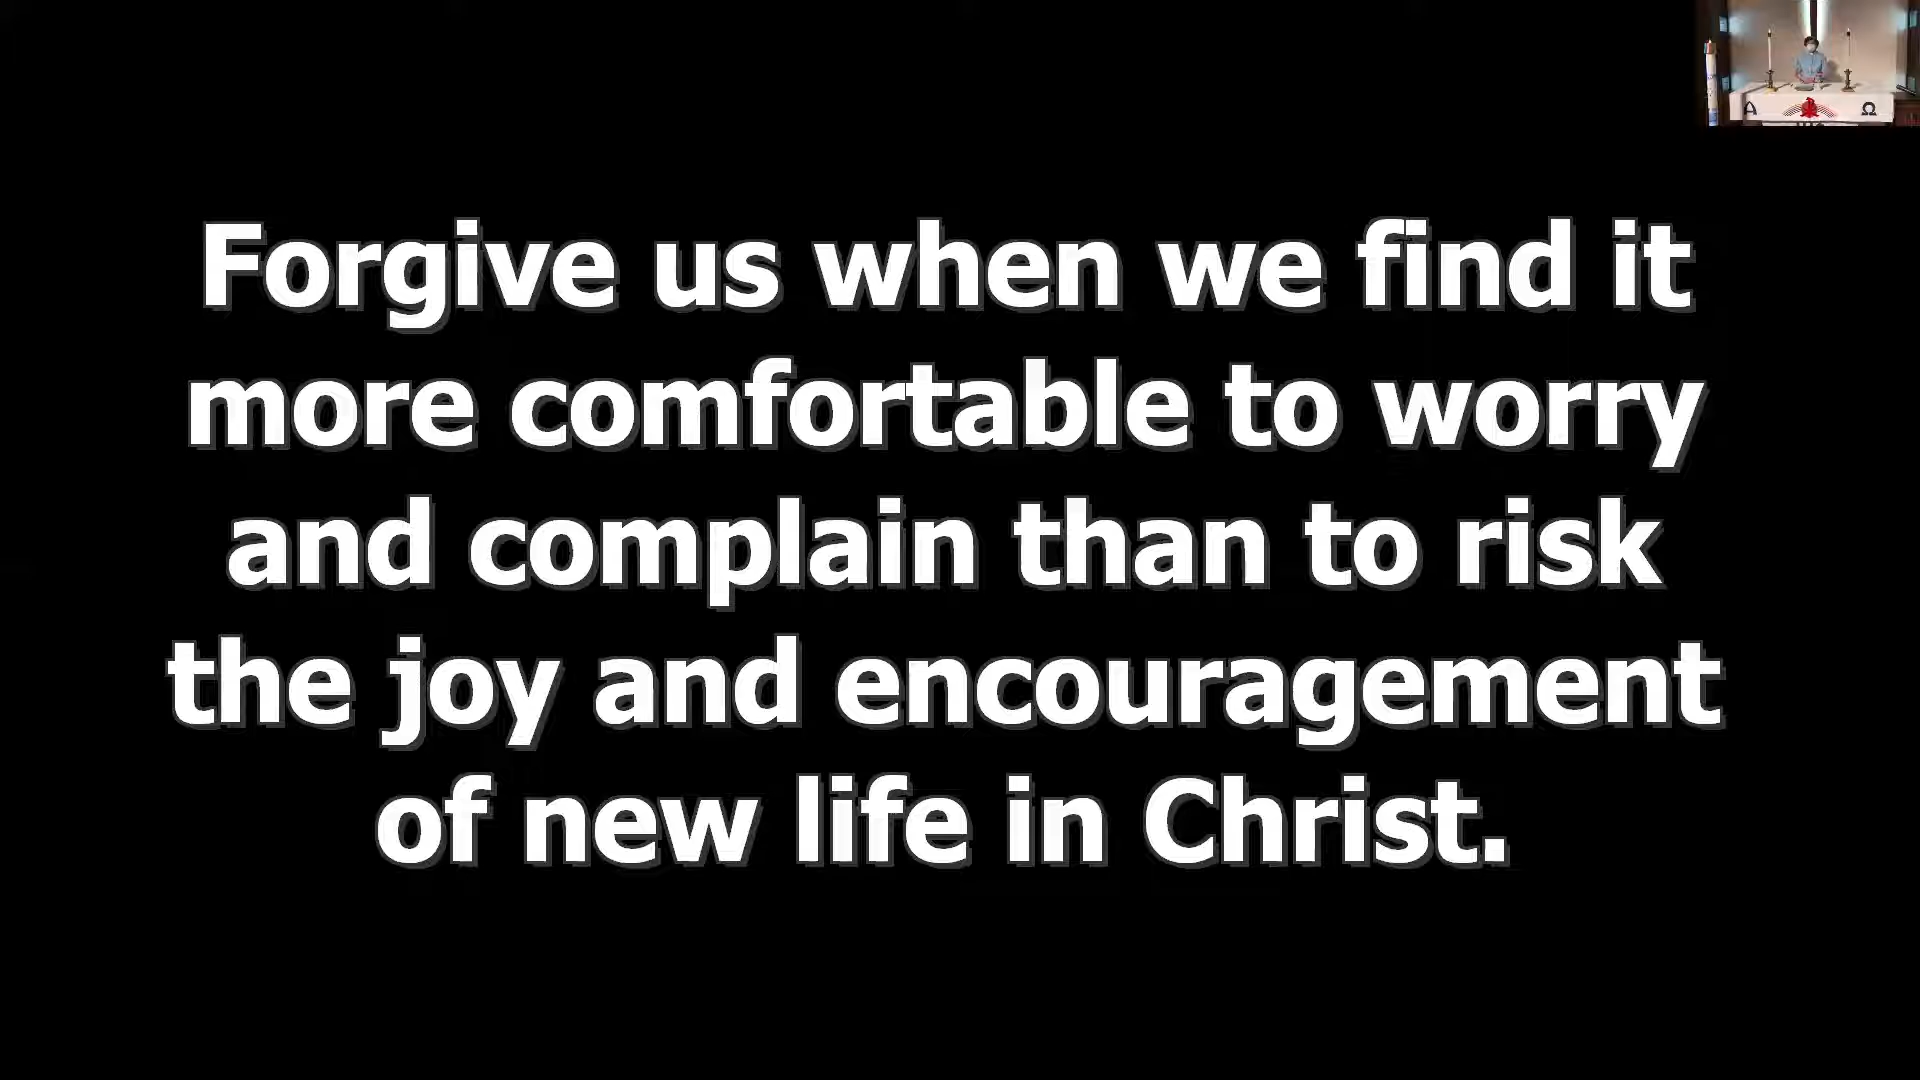 Α Ω
Forgive us when we find it
more comfortable to worry
and complain than to risk
the joy and encouragement
of new life in Christ.